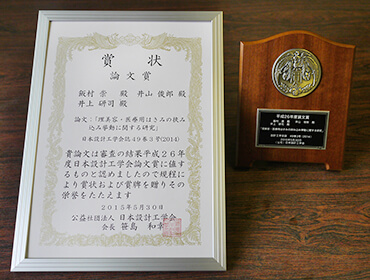 賞状
論文賞
阪村 崇 殿 井山 俊郎 殿
井上 研司 殿
論文:「理美容・医療用はさみの挟み
込み挙動に関する研究」
日本設計工学会誌49巻3号(2014)
貴論文は審査の結果平成26年
度日本設計工学会論文賞に値す
るものと認めましたので規程に
より賞状および賞牌を贈りその
栄誉をたたえます
2015年5月30日
公益社団法人 日本設計工学会
会長 笹島 和幸
平成26年度論文賞